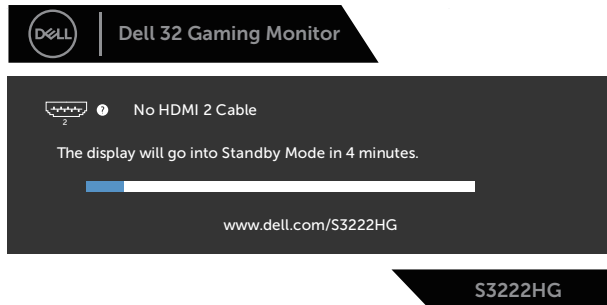 DELL
Dell 32 Gaming Monitor
2
?
No HDMI 2 Cable
The display will go into Standby Mode in 4 minutes.
www.dell.com/S3222HG
S3222HG